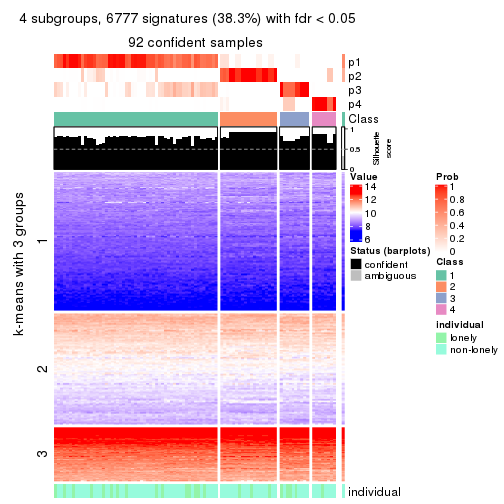 4 subgroups, 6777 signatures (38.3%) with fdr < 0.05
92 confident samples
p1
p2
p3
p4
Class
1
0.5
0
Silhouette
score
k-means with 3 groups
1
2
3
individual
Value
14
12
10
8
6
Status (barplots)
confident
ambiguous
Prob
1
0.8
0.6
0.4
0.2
0
Class
1
2
3
4
individual
lonely
non-lonely